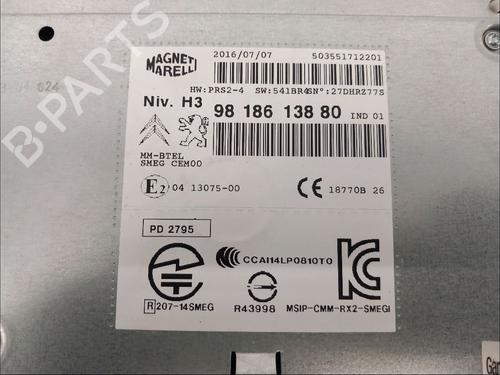 B-PARTS
MAGNETI MARELLI
2016/07/07 503551712201
HW:PRS2-4 SW:541BR4SN°:27DHRZ77S
Niv. H3 98 186 138 80 IND 01
MM-BTEL
SMEG CEM00
E2 04 13075-00 CE 18770B 26
PD 2795
CCAI14LP0810T0
R 207-14SMEG R43998 MSIP-CMM-RX2-SMEGI